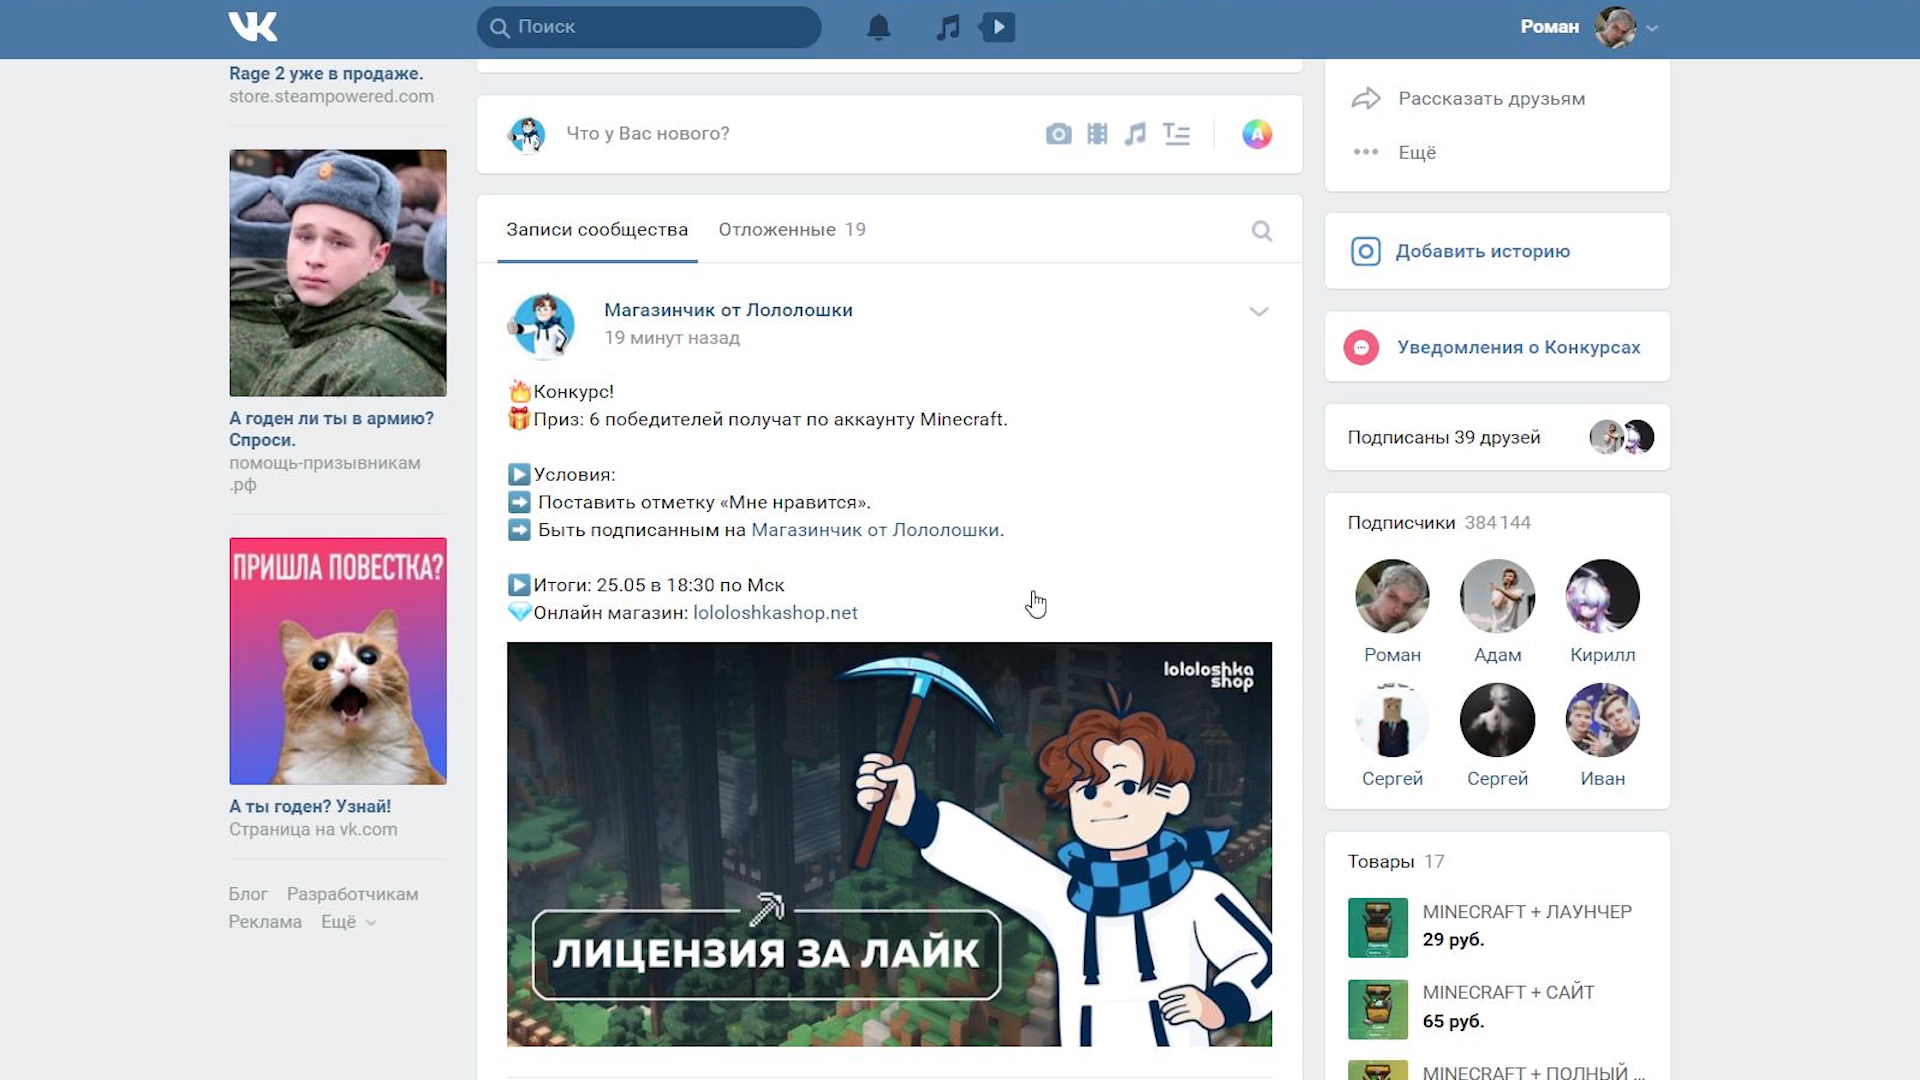 VK
Поиск
Роман
Rage 2 уже в продаже.
store.steampowered.com
А годен ли ты в армию?
Спроси.
помощь-призывникам
.рф
ПРИШЛА ПОВЕСТКА?
А ты годен? Узнай!
Страница на vk.com
Блог Разработчикам
Реклама Ещё
Что у Вас нового?
A
Записи сообщества Отложенные 19
Магазинчик от Лололошки
19 минут назад
Конкурс!
Приз: 6 победителей получат по аккаунту Minecraft.
Условия:
Поставить отметку «Мне нравится».
Быть подписанным на Магазинчик от Лололошки.
Итоги: 25.05 в 18:30 по Мск
Онлайн магазин: lololoshkashop.net
lololoshka
shop
ЛИЦЕНЗИЯ ЗА ЛАЙК
Рассказать друзьям
Ещё
Добавить историю
Уведомления о Конкурсах
Подписаны 39 друзей
Подписчики 384144
Роман Адам Кирилл
Сергей Сергей Иван
Товары 17
MINECRAFT + ЛАУНЧЕР
29 руб.
MINECRAFT + САЙТ
65 руб.
MINECRAFT + ПОЛНЫЙ ...